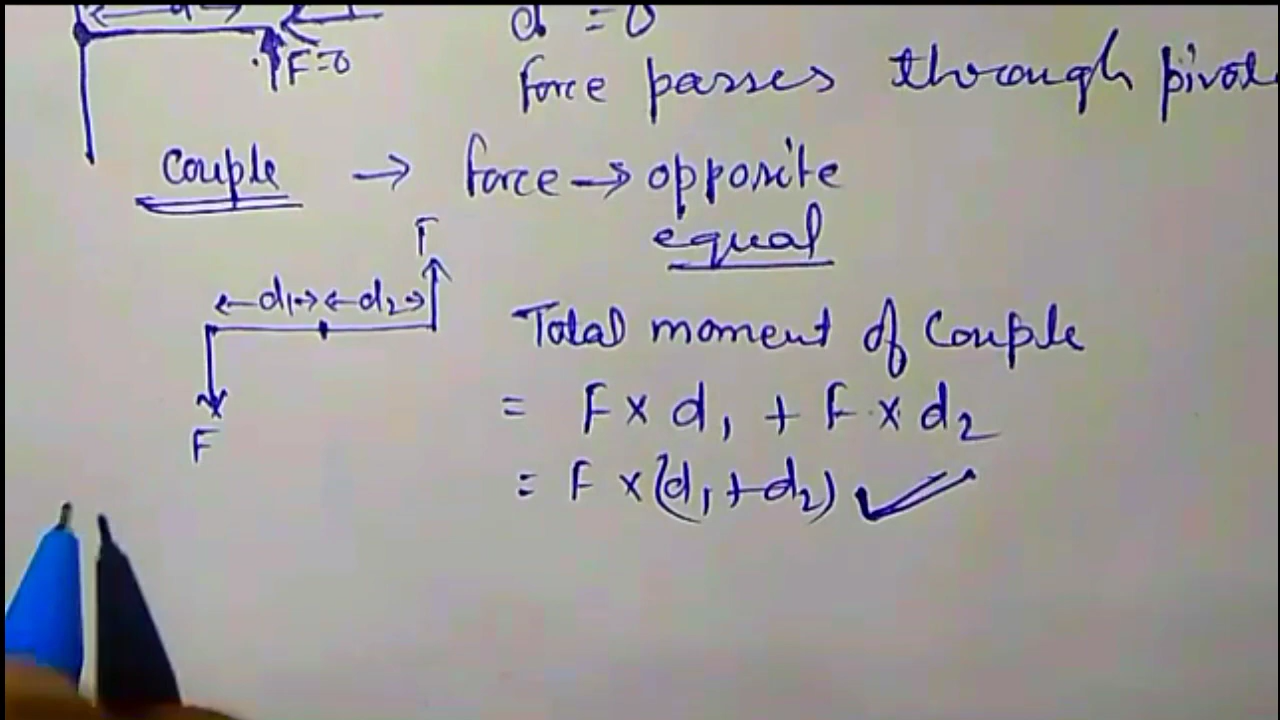 d = 0
F=0
force passes through pivot
Couple → force → opposite
equal
F
←d₁→←d₂→
F
Total moment of Couple
= F × d₁ + F × d₂
= F × (d₁+d₂) ✓